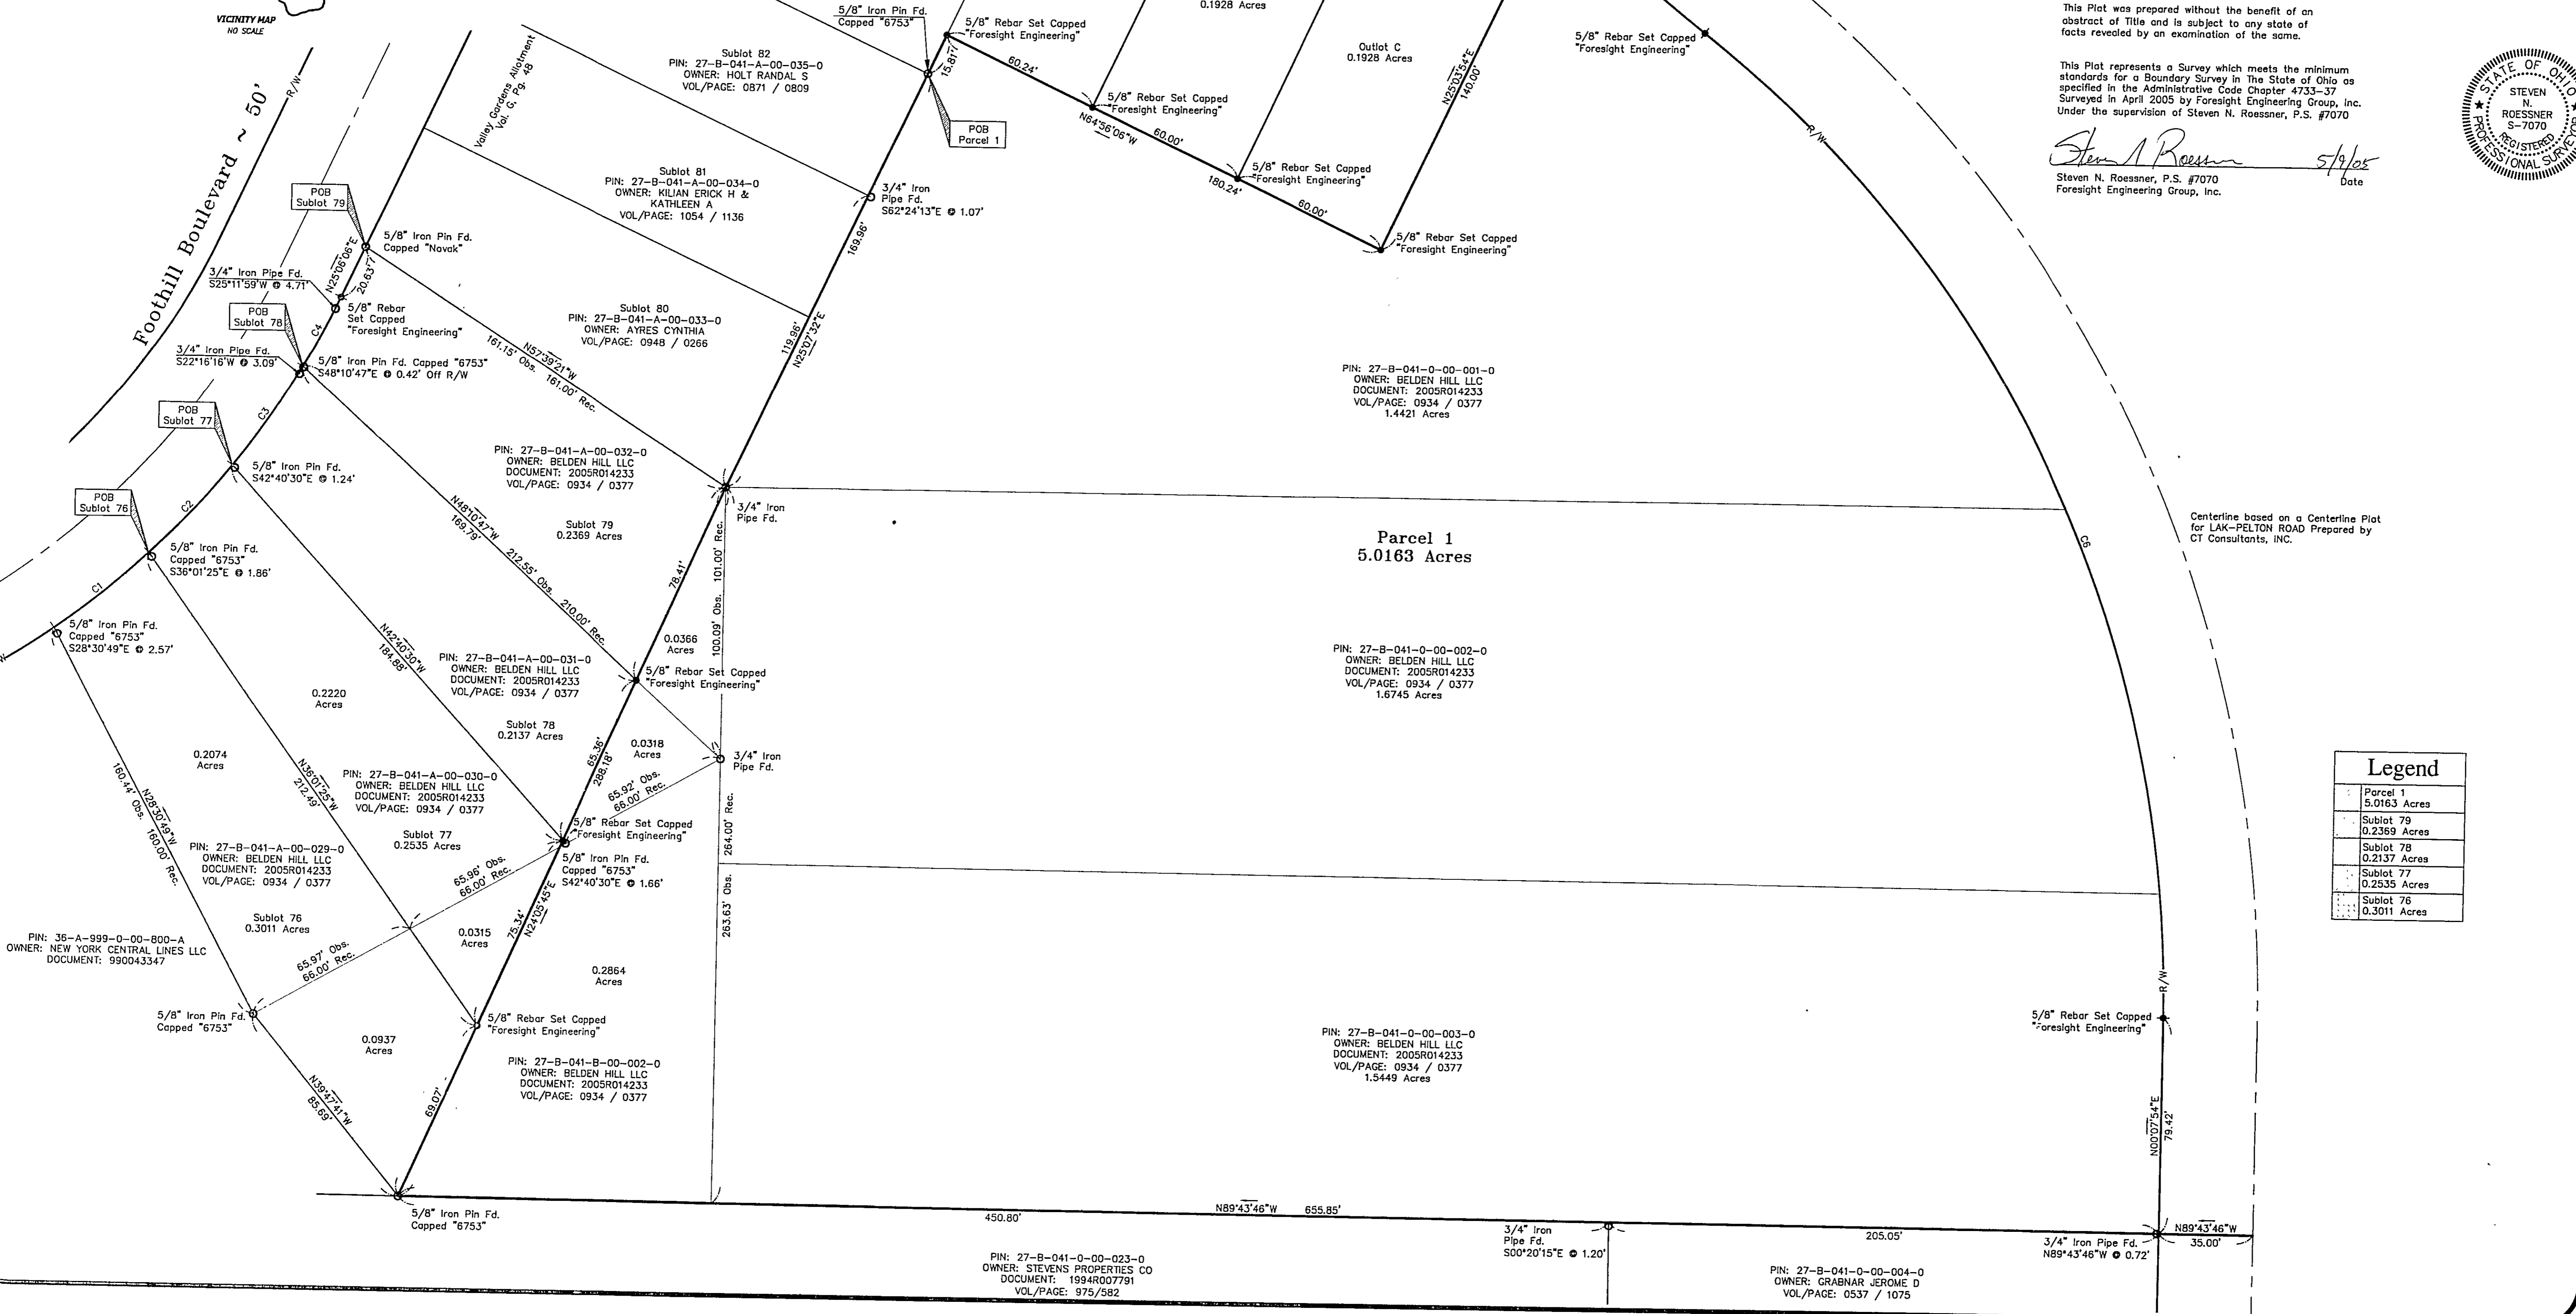 VICINITY MAP
NO SCALE
Foothill Boulevard ~ 50'
R/W
Valley Gardens Allotment
Vol. G, Pg. 48
Sublot 82
PIN: 27-B-041-A-00-035-0
OWNER: HOLT RANDAL S
VOL/PAGE: 0871 / 0809
Sublot 81
PIN: 27-B-041-A-00-034-0
OWNER: KILIAN ERICK H &
KATHLEEN A
VOL/PAGE: 1054 / 1136
Sublot 80
PIN: 27-B-041-A-00-033-0
OWNER: AYRES CYNTHIA
VOL/PAGE: 0948 / 0266
5/8" Iron Pin Fd.
Capped "6753"
5/8" Rebar Set Capped
"Foresight Engineering"
15.87'
60.24'
POB
Parcel 1
0.1928 Acres
Outlot C
0.1928 Acres
N25°03'54"E
140.00'
5/8" Rebar Set Capped
"Foresight Engineering"
N64°56'06"W
60.00'
5/8" Rebar Set Capped
"Foresight Engineering"
180.24'
60.00'
5/8" Rebar Set Capped
"Foresight Engineering"
5/8" Rebar Set Capped
"Foresight Engineering"
R/W
3/4" Iron
Pipe Fd.
S62°24'13"E @ 1.07'
169.96'
119.96'
N25°07'32"E
This Plat was prepared without the benefit of an
abstract of Title and is subject to any state of
facts revealed by an examination of the same.
This Plat represents a Survey which meets the minimum
standards for a Boundary Survey in The State of Ohio as
specified in the Administrative Code Chapter 4733-37
Surveyed in April 2005 by Foresight Engineering Group, Inc.
Under the supervision of Steven N. Roessner, P.S. #7070
Steven N Roessner 5/9/05
Steven N. Roessner, P.S. #7070
Date
Foresight Engineering Group, Inc.
STATE OF OHIO
STEVEN
N.
ROESSNER
S-7070
REGISTERED
PROFESSIONAL SURVEYOR
POB
Sublot 79
5/8" Iron Pin Fd.
Capped "Novak"
N25°06'06"E
20.63'
3/4" Iron Pipe Fd.
S25°11'59"W @ 4.71'
5/8" Rebar
Set Capped
"Foresight Engineering"
POB
Sublot 78
C4
3/4" Iron Pipe Fd.
S22°16'16"W @ 3.09'
5/8" Iron Pin Fd. Capped "6753"
S48°10'47"E @ 0.42' Off R/W
N57°39'21"W
161.15' Obs.
161.00' Rec.
POB
Sublot 77
C3
5/8" Iron Pin Fd.
S42°40'30"E @ 1.24'
POB
Sublot 76
C2
5/8" Iron Pin Fd.
Capped "6753"
S36°01'25"E @ 1.86'
C1
5/8" Iron Pin Fd.
Capped "6753"
S28°30'49"E @ 2.57'
PIN: 27-B-041-A-00-032-0
OWNER: BELDEN HILL LLC
DOCUMENT: 2005R014233
VOL/PAGE: 0934 / 0377
Sublot 79
0.2369 Acres
N48°10'47"W
169.79'
212.55' Obs.
210.00' Rec.
78.41'
3/4" Iron
Pipe Fd.
100.09' Obs. 101.00' Rec.
0.0366
Acres
5/8" Rebar Set Capped
"Foresight Engineering"
PIN: 27-B-041-0-00-001-0
OWNER: BELDEN HILL LLC
DOCUMENT: 2005R014233
VOL/PAGE: 0934 / 0377
1.4421 Acres
Parcel 1
5.0163 Acres
C6
Centerline based on a Centerline Plat
for LAK-PELTON ROAD Prepared by
CT Consultants, INC.
PIN: 27-B-041-0-00-002-0
OWNER: BELDEN HILL LLC
DOCUMENT: 2005R014233
VOL/PAGE: 0934 / 0377
1.6745 Acres
N42°40'30"W
184.88'
PIN: 27-B-041-A-00-031-0
OWNER: BELDEN HILL LLC
DOCUMENT: 2005R014233
VOL/PAGE: 0934 / 0377
Sublot 78
0.2137 Acres
0.2220
Acres
0.2074
Acres
65.36'
288.18'
0.0318
Acres
3/4" Iron
Pipe Fd.
65.92' Obs.
66.00' Rec.
N36°01'25"W
212.49'
PIN: 27-B-041-A-00-030-0
OWNER: BELDEN HILL LLC
DOCUMENT: 2005R014233
VOL/PAGE: 0934 / 0377
Sublot 77
0.2535 Acres
5/8" Rebar Set Capped
"Foresight Engineering"
5/8" Iron Pin Fd.
Capped "6753"
S42°40'30"E @ 1.66'
263.63' Obs. 264.00' Rec.
N28°30'49"W
160.44' Obs. 160.00' Rec.
PIN: 27-B-041-A-00-029-0
OWNER: BELDEN HILL LLC
DOCUMENT: 2005R014233
VOL/PAGE: 0934 / 0377
Sublot 76
0.3011 Acres
65.96' Obs.
66.00' Rec.
75.34'
N24°05'45"E
0.0315
Acres
65.97' Obs.
66.00' Rec.
PIN: 36-A-999-0-00-800-A
OWNER: NEW YORK CENTRAL LINES LLC
DOCUMENT: 990043347
5/8" Iron Pin Fd.
Capped "6753"
0.0937
Acres
0.2864
Acres
5/8" Rebar Set Capped
"Foresight Engineering"
PIN: 27-B-041-B-00-002-0
OWNER: BELDEN HILL LLC
DOCUMENT: 2005R014233
VOL/PAGE: 0934 / 0377
N39°47'41"W
85.69'
69.07'
5/8" Iron Pin Fd.
Capped "6753"
PIN: 27-B-041-0-00-003-0
OWNER: BELDEN HILL LLC
DOCUMENT: 2005R014233
VOL/PAGE: 0934 / 0377
1.5449 Acres
R/W
5/8" Rebar Set Capped
"Foresight Engineering"
N00°07'54"E
79.42'
Legend
Parcel 1
5.0163 Acres
Sublot 79
0.2369 Acres
Sublot 78
0.2137 Acres
Sublot 77
0.2535 Acres
Sublot 76
0.3011 Acres
N89°43'46"W 655.85'
450.80'
3/4" Iron
Pipe Fd.
S00°20'15"E @ 1.20'
205.05'
3/4" Iron Pipe Fd.
N89°43'46"W @ 0.72'
N89°43'46"W
35.00'
PIN: 27-B-041-0-00-023-0
OWNER: STEVENS PROPERTIES CO
DOCUMENT: 1994R007791
VOL/PAGE: 975/582
PIN: 27-B-041-0-00-004-0
OWNER: GRABNAR JEROME D
VOL/PAGE: 0537 / 1075